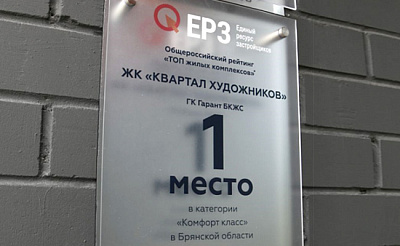 ЕРЗ
Единый
ресурс
застройщиков
Общероссийский рейтинг
«ТОП жилых комплексов»
ЖК «КВАРТАЛ ХУДОЖНИКОВ»
ГК Гарант БКЖС
1
место
в категории
«Комфорт класс»
в Брянской области